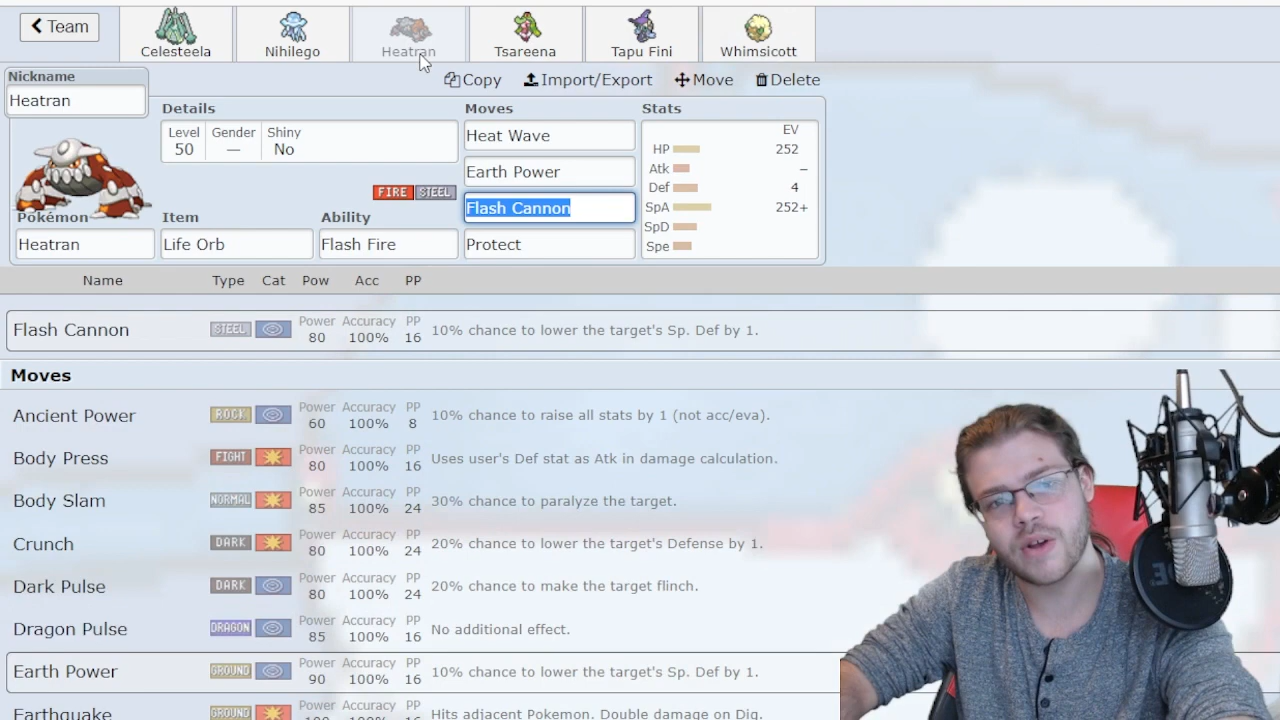 Team
Celesteela
Nihilego
Heatran
Tsareena
Tapu Fini
Whimsicott
Copy Import/Export Move Delete
Nickname
Heatran
Details
Level Gender Shiny
50 — No
FIRE STEEL
Pokémon Item Ability
Heatran Life Orb Flash Fire
Moves
Heat Wave
Earth Power
Flash Cannon
Protect
Stats
EV
HP 252
Atk –
Def 4
SpA 252+
SpD
Spe
Name Type Cat Pow Acc PP
Flash Cannon STEEL Power 80 Accuracy 100% PP 16 10% chance to lower the target's Sp. Def by 1.
Moves
Ancient Power ROCK Power 60 Accuracy 100% PP 8 10% chance to raise all stats by 1 (not acc/eva).
Body Press FIGHT Power 80 Accuracy 100% PP 16 Uses user's Def stat as Atk in damage calculation.
Body Slam NORMAL Power 85 Accuracy 100% PP 24 30% chance to paralyze the target.
Crunch DARK Power 80 Accuracy 100% PP 24 20% chance to lower the target's Defense by 1.
Dark Pulse DARK Power 80 Accuracy 100% PP 24 20% chance to make the target flinch.
Dragon Pulse DRAGON Power 85 Accuracy 100% PP 16 No additional effect.
Earth Power GROUND Power 90 Accuracy 100% PP 16 10% chance to lower the target's Sp. Def by 1.
Earthquake GROUND Power 100 Accuracy 100% PP 16 Hits adjacent Pokemon. Double damage on Dig.